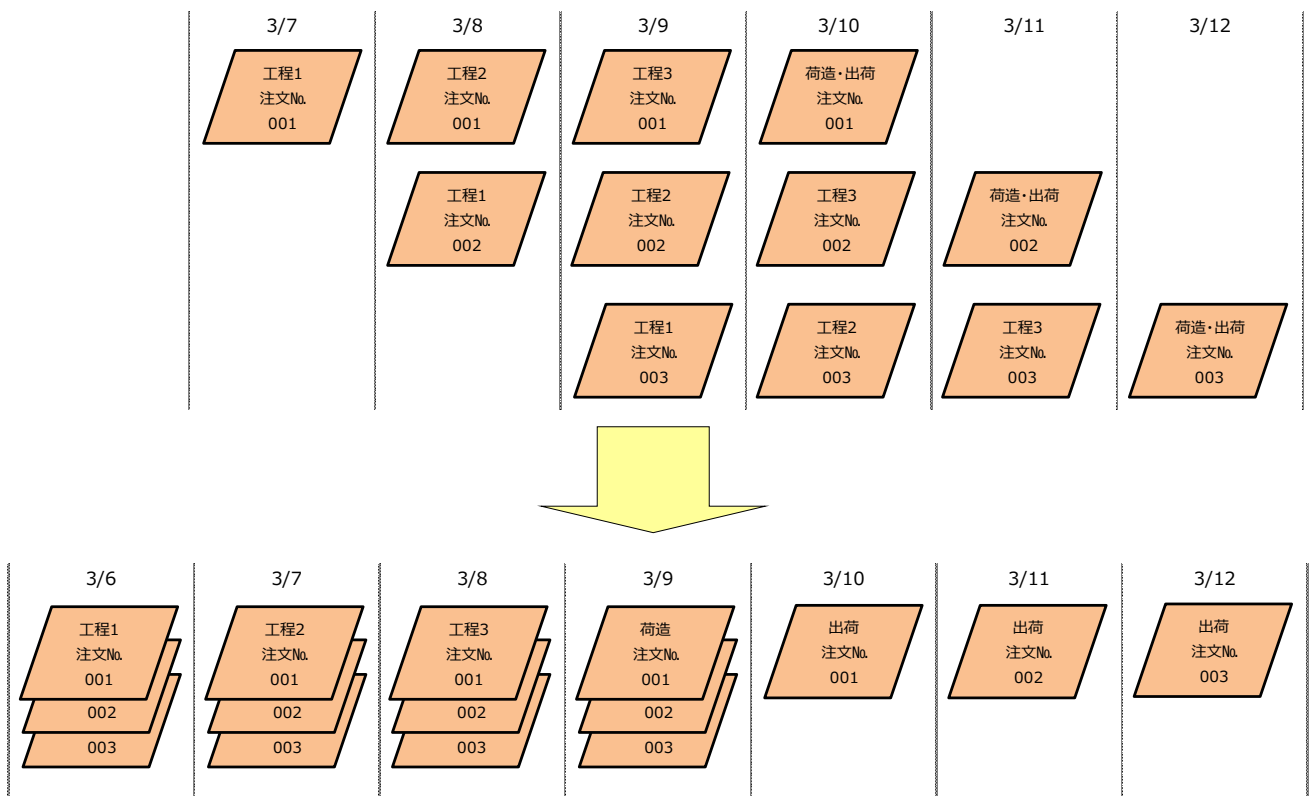 3/7
3/8
3/9
3/10
3/11
3/12
工程1
注文№
001
工程2
注文№
001
工程3
注文№
001
荷造・出荷
注文№
001
工程1
注文№
002
工程2
注文№
002
工程3
注文№
002
荷造・出荷
注文№
002
工程1
注文№
003
工程2
注文№
003
工程3
注文№
003
荷造・出荷
注文№
003
3/6
3/7
3/8
3/9
3/10
3/11
3/12
工程1
注文№
001
002
003
工程2
注文№
001
002
003
工程3
注文№
001
002
003
荷造
注文№
001
002
003
出荷
注文№
001
出荷
注文№
002
出荷
注文№
003